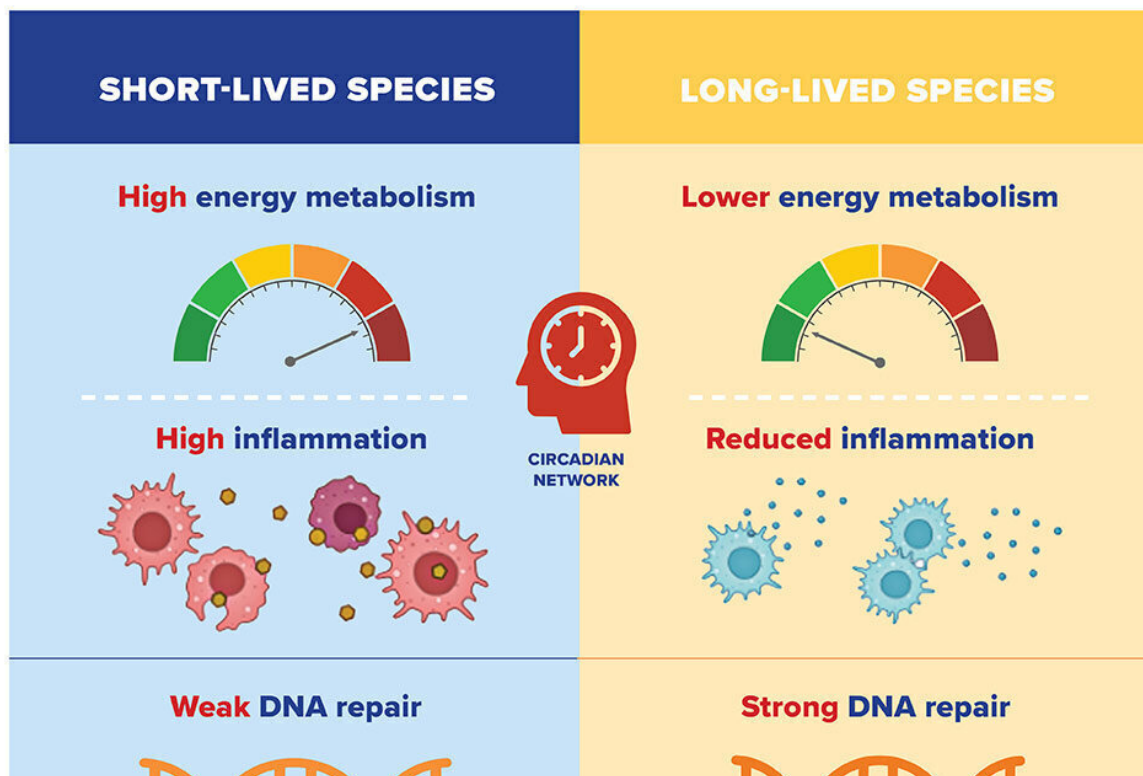 SHORT-LIVED SPECIES
LONG-LIVED SPECIES
High energy metabolism
Lower energy metabolism
High inflammation
Reduced inflammation
CIRCADIAN
NETWORK
Weak DNA repair
Strong DNA repair